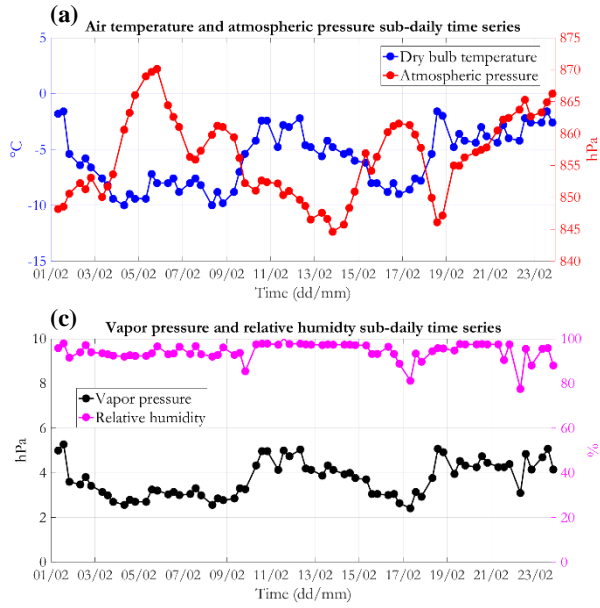 (a)
Air temperature and atmospheric pressure sub-daily time series
5
0
-5
-10
-15
°C
875
870
865
860
855
850
845
840
hPa
Dry bulb temperature
Atmospheric pressure
01/02 03/02 05/02 07/02 09/02 11/02 13/02 15/02 17/02 19/02 21/02 23/02
Time (dd/mm)
(c)
Vapor pressure and relative humidty sub-daily time series
10
8
6
4
2
0
hPa
100
80
60
40
20
0
%
Vapor pressure
Relative humidity
01/02 03/02 05/02 07/02 09/02 11/02 13/02 15/02 17/02 19/02 21/02 23/02
Time (dd/mm)